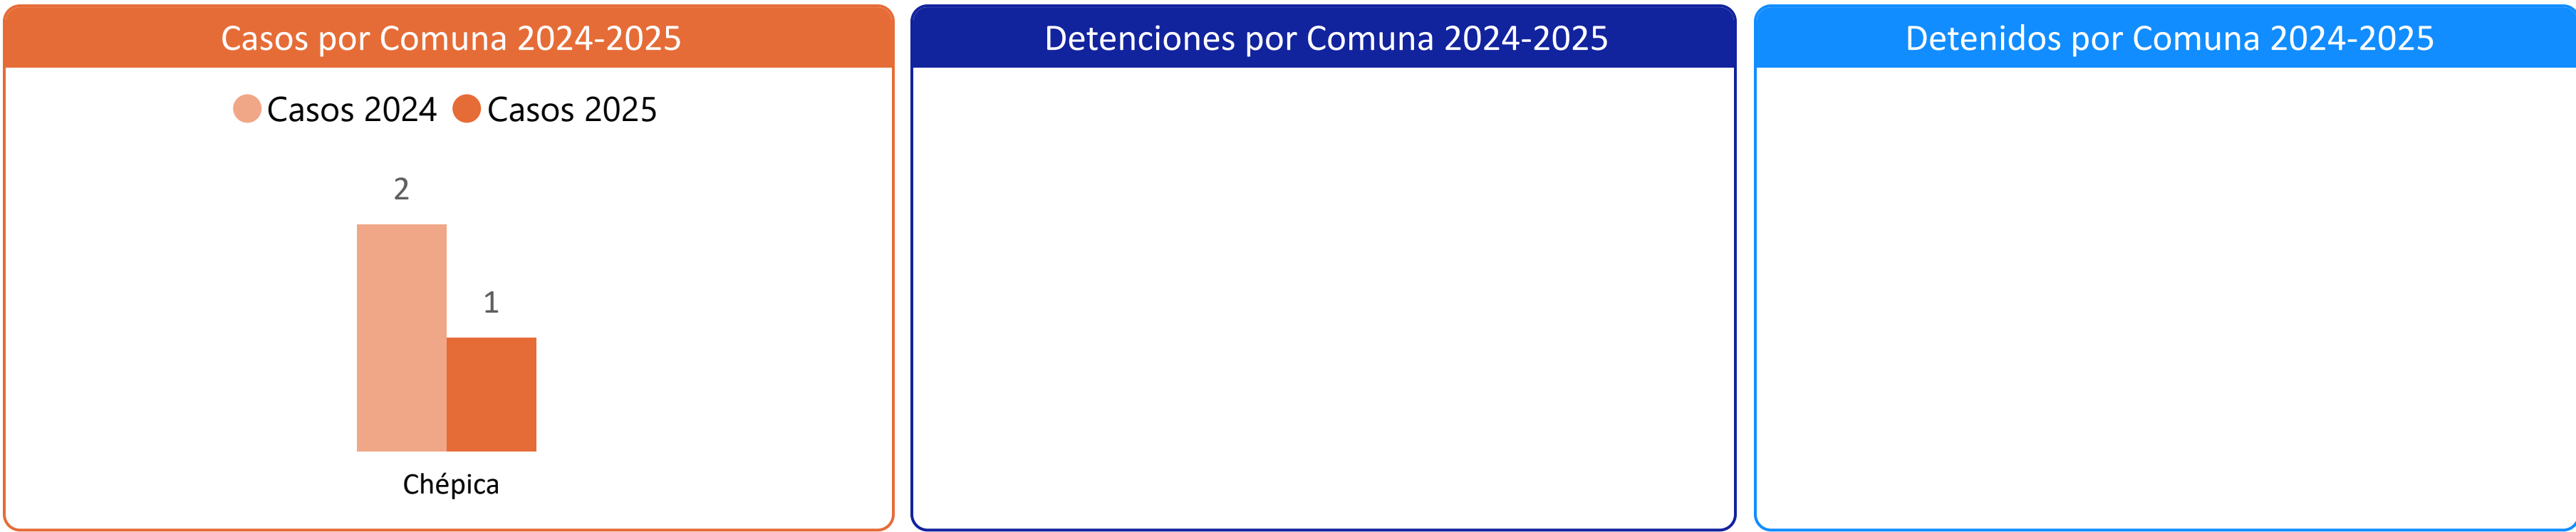 Casos por Comuna 2024-2025
Casos 2024 Casos 2025
2
1
Chépica
Detenciones por Comuna 2024-2025
Detenidos por Comuna 2024-2025